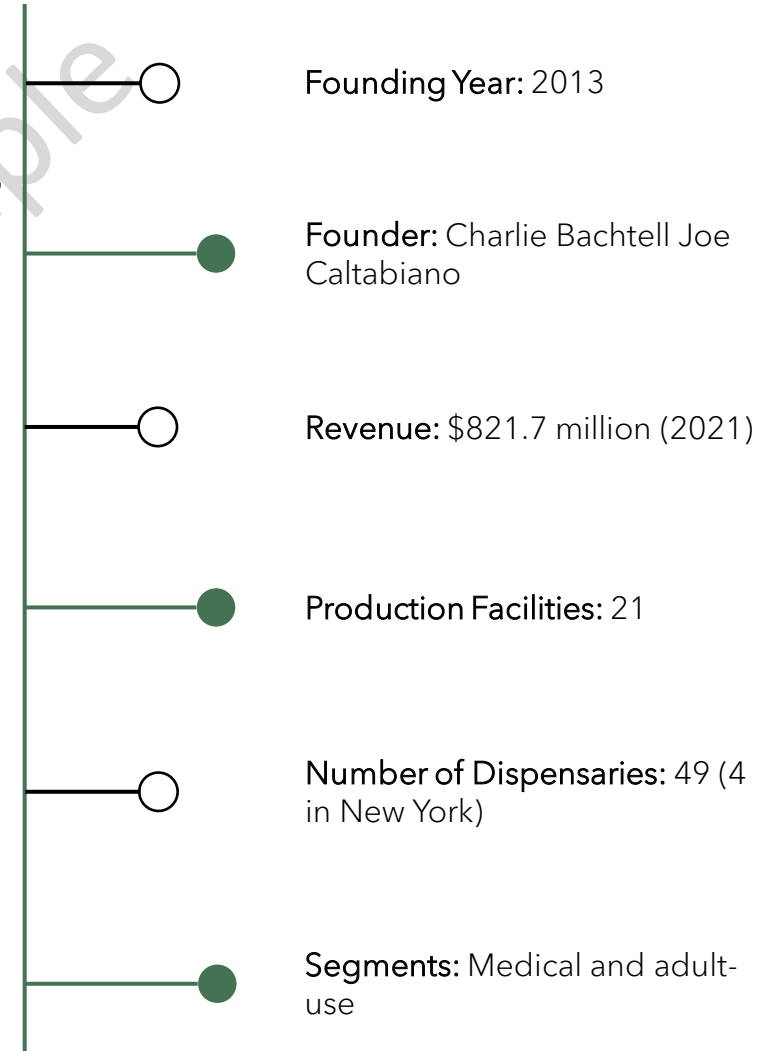 Founding Year: 2013
Founder: Charlie Bachtell Joe
Caltabiano
Revenue: $821.7 million (2021)
Production Facilities: 21
Number of Dispensaries: 49 (4
in New York)
Segments: Medical and adult-
use